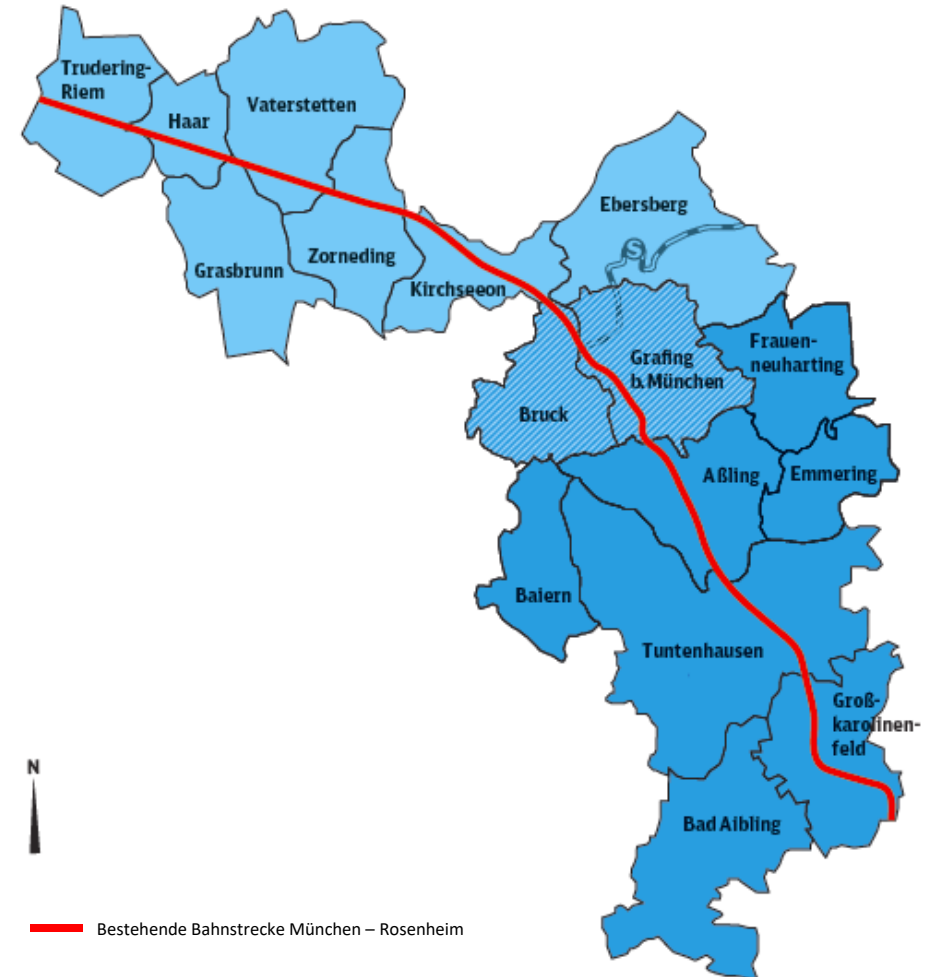 Trudering-
Riem
Haar
Vaterstetten
Ebersberg
S
Grasbrunn
Zorneding
Kirchseeon
Frauen-
neuharting
Grafing
b. München
Bruck
Aßling
Emmering
Baiern
Tuntenhausen
Groß-
karolinen-
feld
N
Bad Aibling
Bestehende Bahnstrecke München – Rosenheim